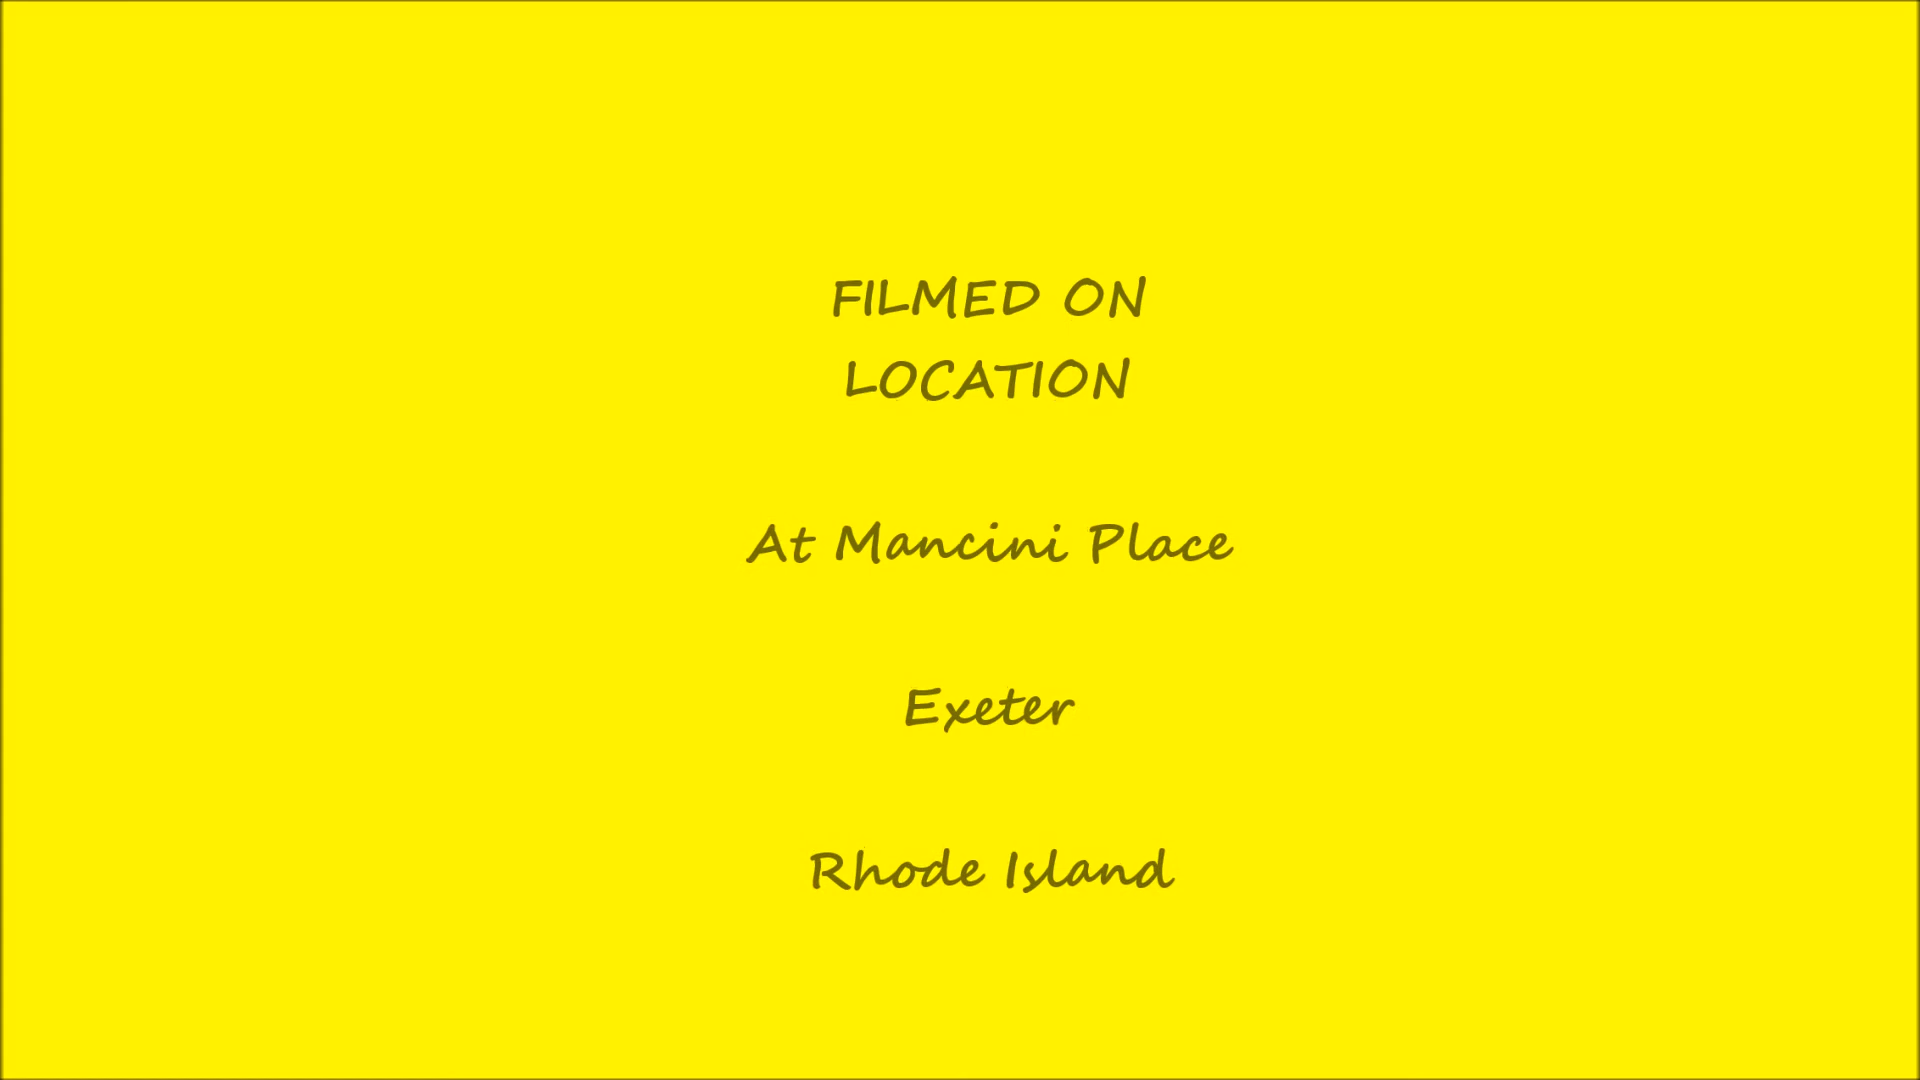 FILMED ON
LOCATION
At Mancini Place
Exeter
Rhode Island